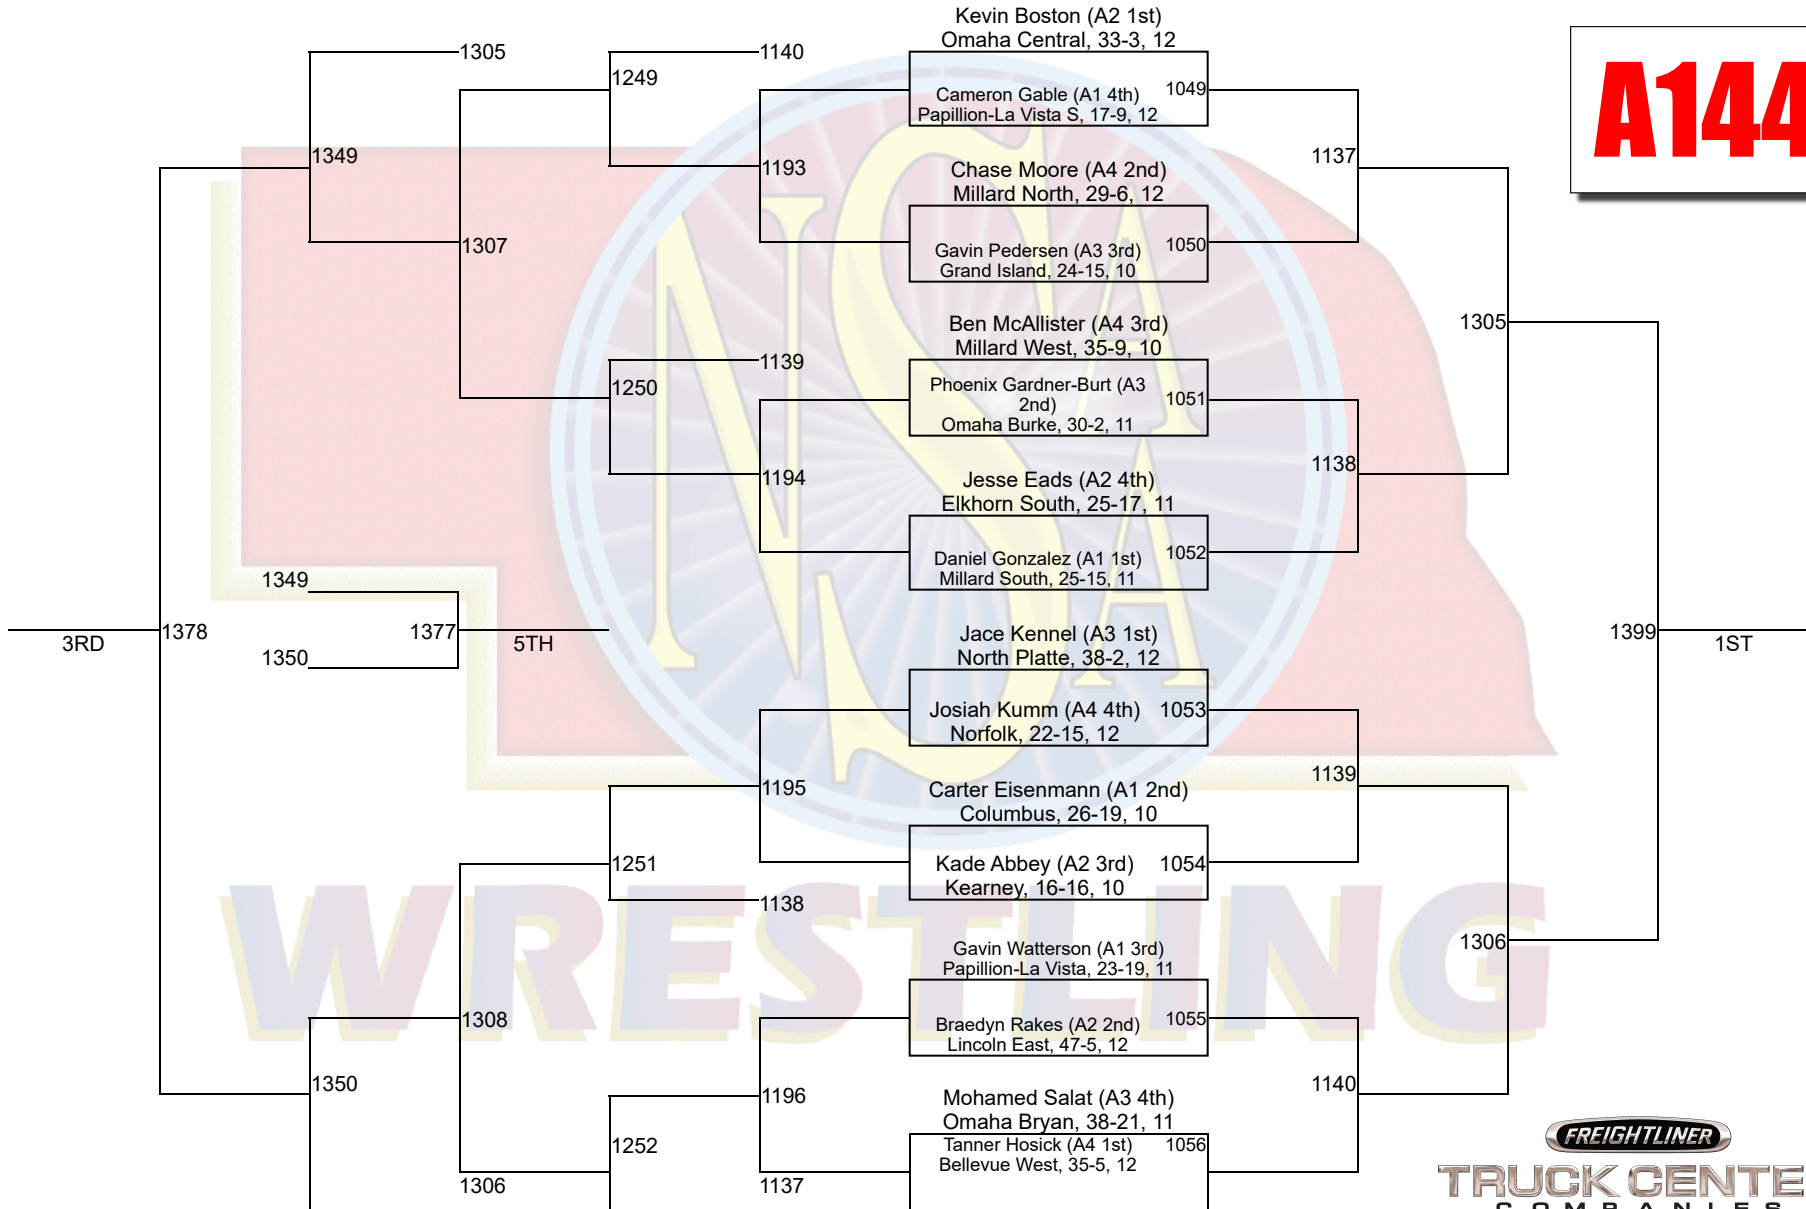 Kevin Boston (A2 1st)
Omaha Central, 33-3, 12
1305
1140
1249
Cameron Gable (A1 4th)
Papillion-La Vista S, 17-9, 12
1049
A144
1349
1193
Chase Moore (A4 2nd)
Millard North, 29-6, 12
1137
1307
Gavin Pedersen (A3 3rd)
Grand Island, 24-15, 10
1050
Ben McAllister (A4 3rd)
Millard West, 35-9, 10
1305
1139
1250
Phoenix Gardner-Burt (A3
2nd)
Omaha Burke, 30-2, 11
1051
1194
Jesse Eads (A2 4th)
Elkhorn South, 25-17, 11
1138
Daniel Gonzalez (A1 1st)
Millard South, 25-15, 11
1052
1349
3RD
1378
1377
5TH
1350
Jace Kennel (A3 1st)
North Platte, 38-2, 12
1399
1ST
Josiah Kumm (A4 4th)
Norfolk, 22-15, 12
1053
1195
Carter Eisenmann (A1 2nd)
Columbus, 26-19, 10
1139
1251
Kade Abbey (A2 3rd)
Kearney, 16-16, 10
1054
1138
Gavin Watterson (A1 3rd)
Papillion-La Vista, 23-19, 11
1306
1308
Braedyn Rakes (A2 2nd)
Lincoln East, 47-5, 12
1055
1350
1196
Mohamed Salat (A3 4th)
Omaha Bryan, 38-21, 11
1140
1252
Tanner Hosick (A4 1st)
Bellevue West, 35-5, 12
1056
1306
1137
NSAA
WRESTLING
FREIGHTLINER
TRUCK CENTE
COMPANIES